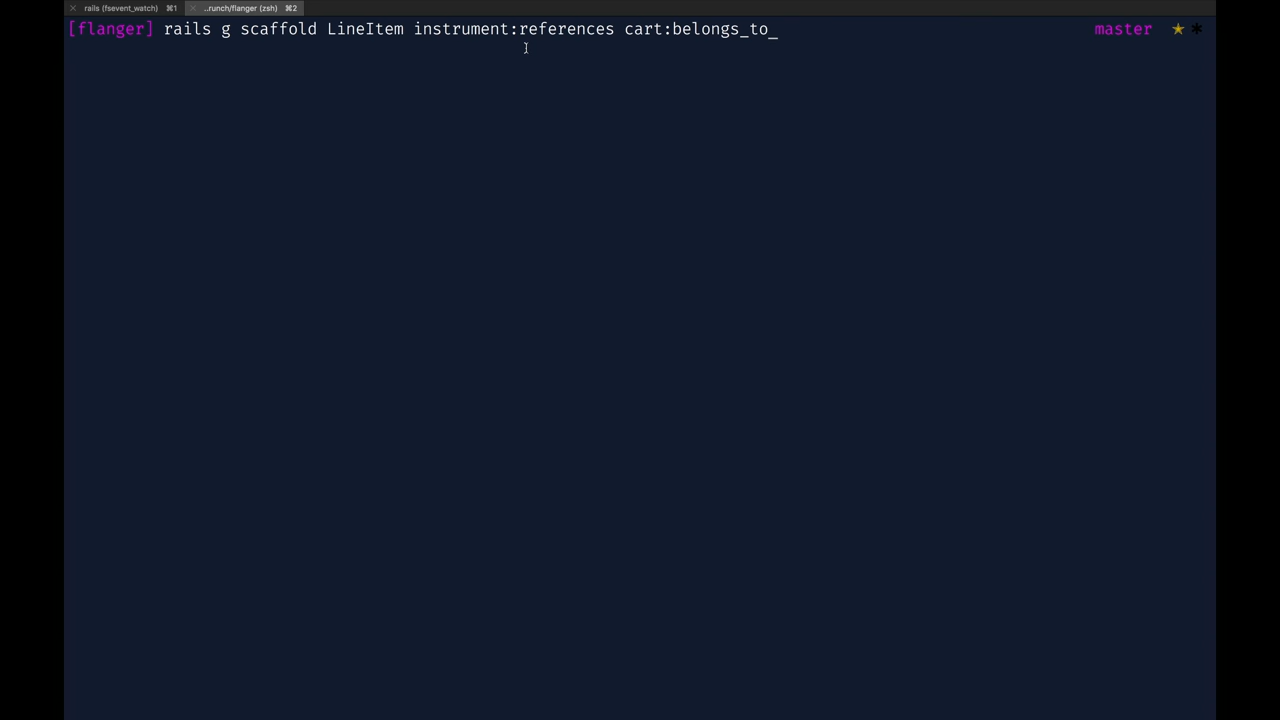 rails (fsevent_watch) ⌘1 ..runch/flanger (zsh) ⌘2
[flanger] rails g scaffold LineItem instrument:references cart:belongs_to_ master ★ *